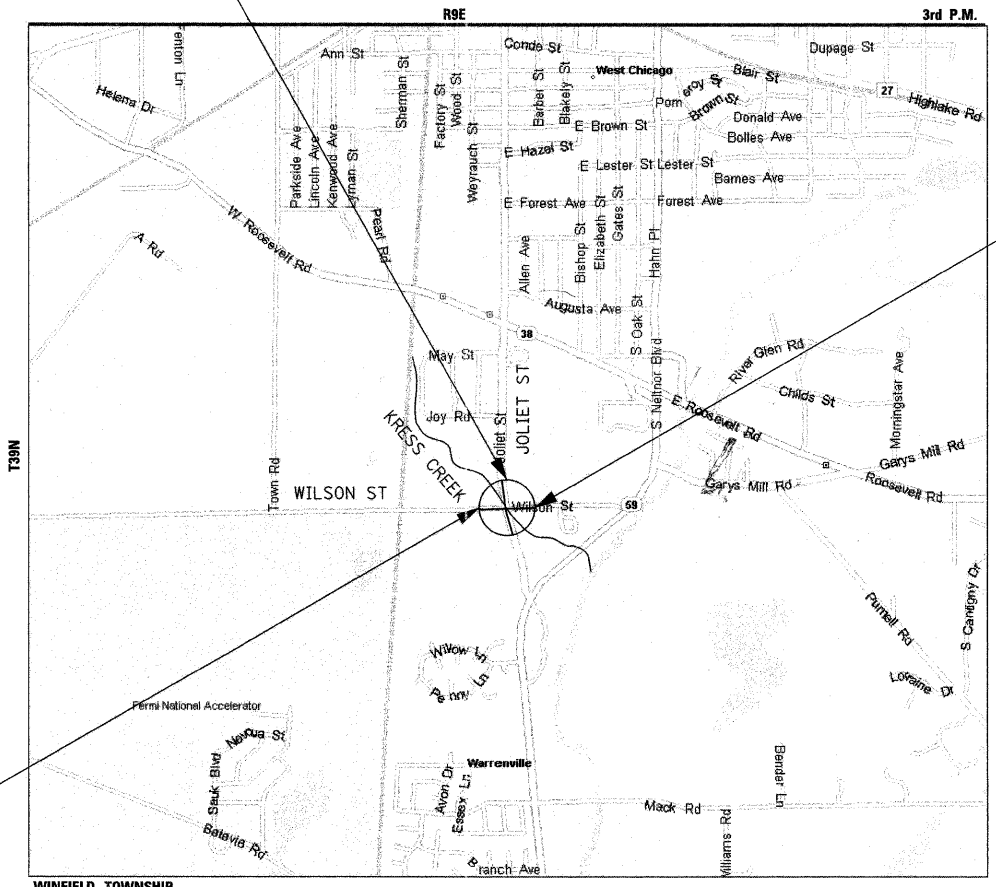 R9E
3rd P.M.
Conde St
Dupage St
Ann St
enton Ln
West Chicago
Blair St
Helena Dr
Sherman St
Factory St
Wood St
Barber St
Blakely St
Pom
eroy St
Brown St
27
Highlake Rd
Donald Ave
E Brown St
Bolles Ave
Parkside Ave
Lincoln Ave
Kenwood Ave
Lyman St
Weyrauch St
E Hazel St
E Lester St
Lester St
Barnes Ave
E Forest Ave
Forest Ave
Pearl Rd
W. Roosevelt Rd
A Rd
Allen Ave
Bishop St
Elizabeth St
Gates St
Hahn Pl
Augusta Ave
S Oak St
38
May St
River Glen Rd
JOLIET ST
S Neltnor Blvd
Childs St
Morningstar Ave
E Roosevelt Rd
Joy Rd
Joliet St
KRESS CREEK
T39N
Garys Mill Rd
Garys Mill Rd
Roosevelt Rd
Town Rd
WILSON ST
Wilson St
59
Purnell Rd
S Cantigny Dr
Willow Ln
Penny Ln
Loraine Dr
Fermi National Accelerator
Neuqua St
Sauk Blvd
Warrenville
Avon Dr
Essex Ln
Bender Ln
Mack Rd
Batavia Rd
Williams Rd
Branch Ave
WINFIELD TOWNSHIP